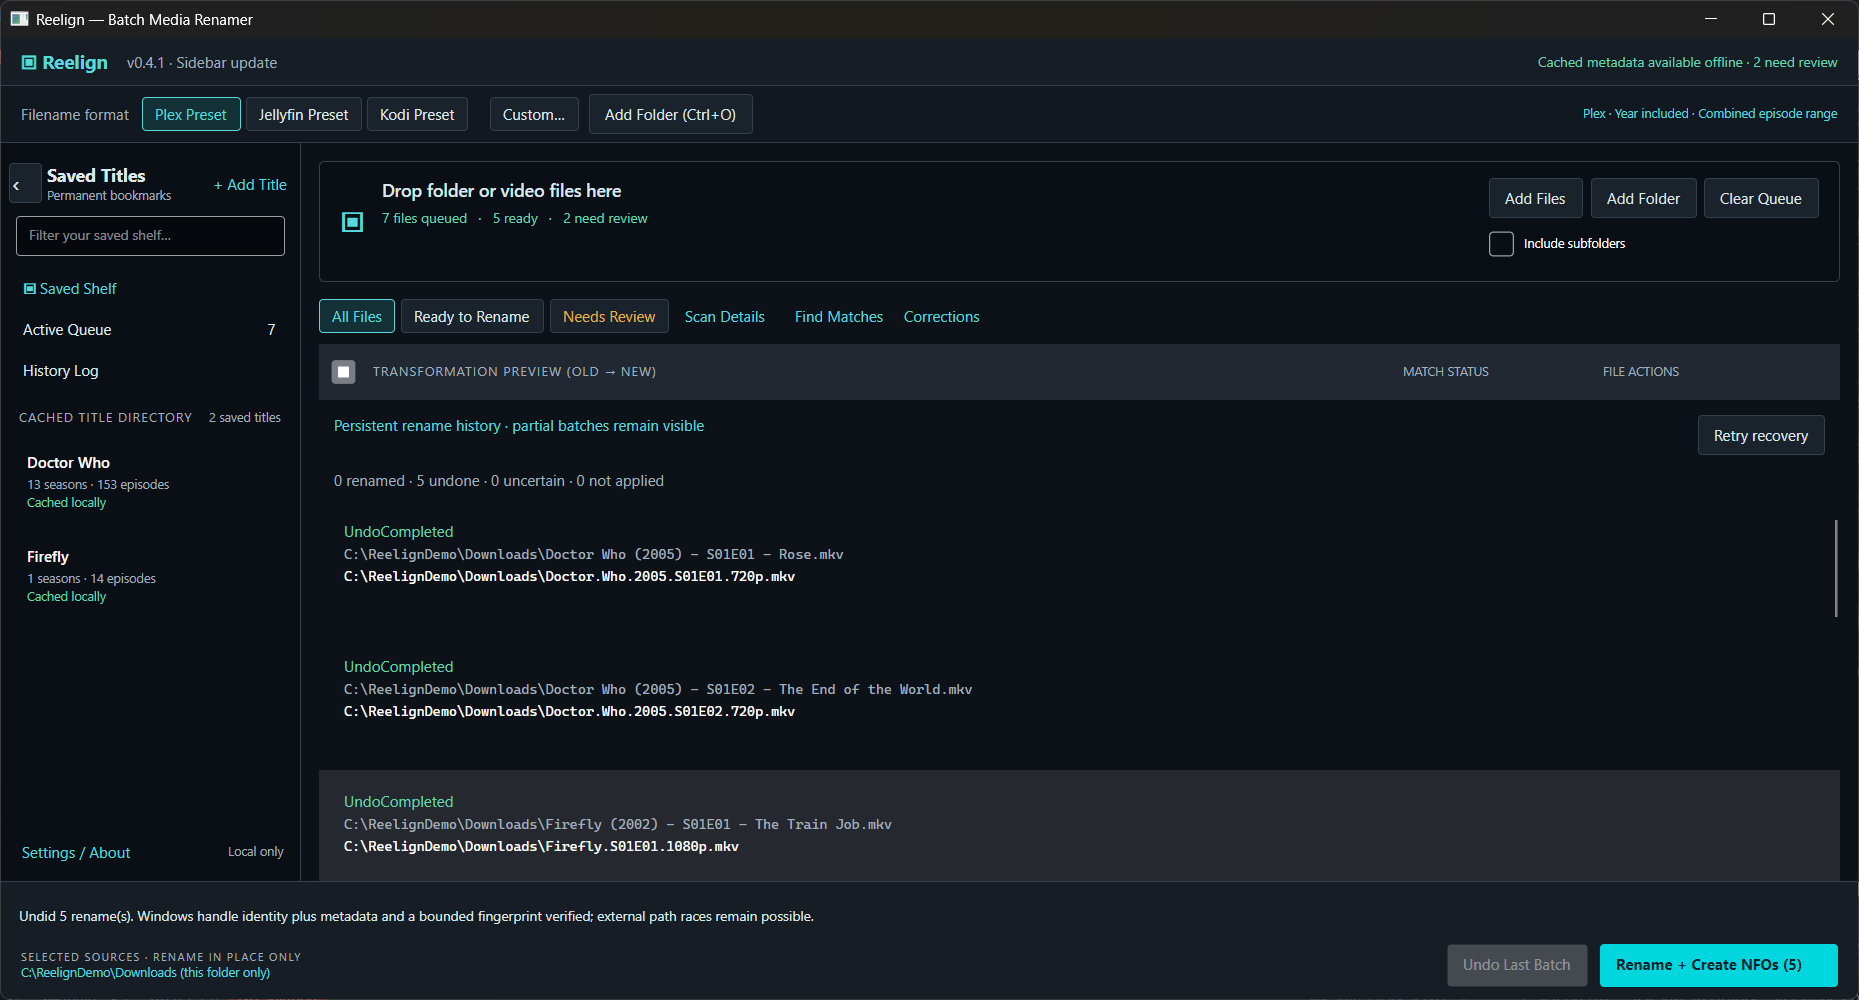 Reelign — Batch Media Renamer
Reelign v0.4.1 · Sidebar update
Cached metadata available offline · 2 need review
Filename format Plex Preset Jellyfin Preset Kodi Preset Custom... Add Folder (Ctrl+O)
Plex · Year included · Combined episode range
Saved Titles
Permanent bookmarks
+ Add Title
Filter your saved shelf...
Saved Shelf
Active Queue 7
History Log
CACHED TITLE DIRECTORY 2 saved titles
Doctor Who
13 seasons · 153 episodes
Cached locally
Firefly
1 seasons · 14 episodes
Cached locally
Settings / About Local only
Drop folder or video files here
7 files queued · 5 ready · 2 need review
Add Files Add Folder Clear Queue
Include subfolders
All Files Ready to Rename Needs Review Scan Details Find Matches Corrections
TRANSFORMATION PREVIEW (OLD → NEW) MATCH STATUS FILE ACTIONS
Persistent rename history · partial batches remain visible
Retry recovery
0 renamed · 5 undone · 0 uncertain · 0 not applied
UndoCompleted
C:\ReelignDemo\Downloads\Doctor Who (2005) – S01E01 – Rose.mkv
C:\ReelignDemo\Downloads\Doctor.Who.2005.S01E01.720p.mkv
UndoCompleted
C:\ReelignDemo\Downloads\Doctor Who (2005) – S01E02 – The End of the World.mkv
C:\ReelignDemo\Downloads\Doctor.Who.2005.S01E02.720p.mkv
UndoCompleted
C:\ReelignDemo\Downloads\Firefly (2002) – S01E01 – The Train Job.mkv
C:\ReelignDemo\Downloads\Firefly.S01E01.1080p.mkv
Undid 5 rename(s). Windows handle identity plus metadata and a bounded fingerprint verified; external path races remain possible.
SELECTED SOURCES · RENAME IN PLACE ONLY
C:\ReelignDemo\Downloads (this folder only)
Undo Last Batch Rename + Create NFOs (5)